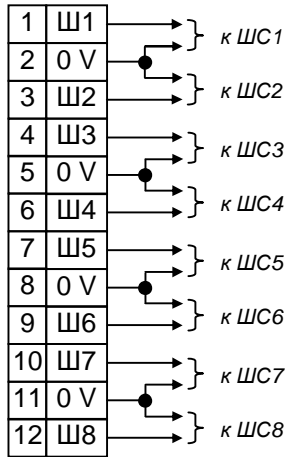 1 Ш1
к ШС1
2 0 V
к ШС2
3 Ш2
4 Ш3
к ШС3
5 0 V
к ШС4
6 Ш4
7 Ш5
к ШС5
8 0 V
к ШС6
9 Ш6
10 Ш7
к ШС7
11 0 V
к ШС8
12 Ш8